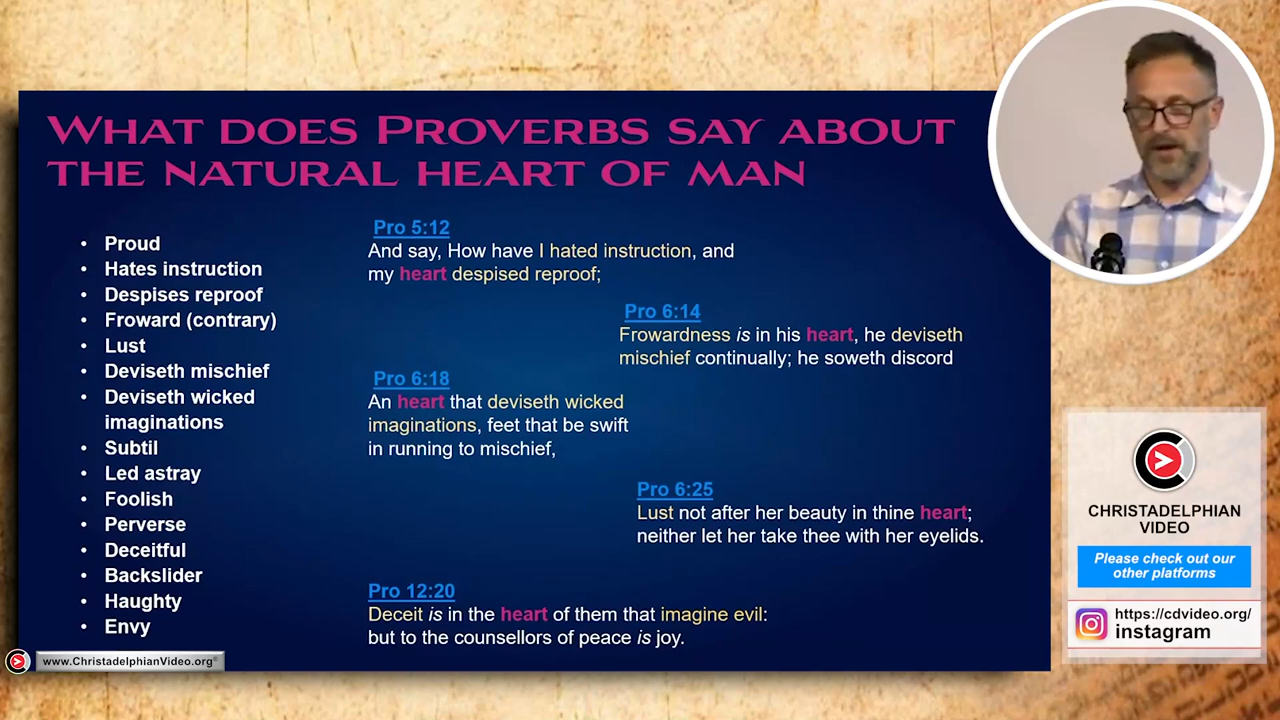 WHAT DOES PROVERBS SAY ABOUT
THE NATURAL HEART OF MAN
• Proud
• Hates instruction
• Despises reproof
• Froward (contrary)
• Lust
• Deviseth mischief
• Deviseth wicked
imaginations
• Subtil
• Led astray
• Foolish
• Perverse
• Deceitful
• Backslider
• Haughty
• Envy
Pro 5:12
And say, How have I hated instruction, and
my heart despised reproof;
Pro 6:14
Frowardness is in his heart, he deviseth
mischief continually; he soweth discord
Pro 6:18
An heart that deviseth wicked
imaginations, feet that be swift
in running to mischief,
Pro 6:25
Lust not after her beauty in thine heart;
neither let her take thee with her eyelids.
Pro 12:20
Deceit is in the heart of them that imagine evil:
but to the counsellors of peace is joy.
www.ChristadelphianVideo.org®
CHRISTADELPHIAN
VIDEO
Please check out our
other platforms
https://cdvideo.org/
instagram